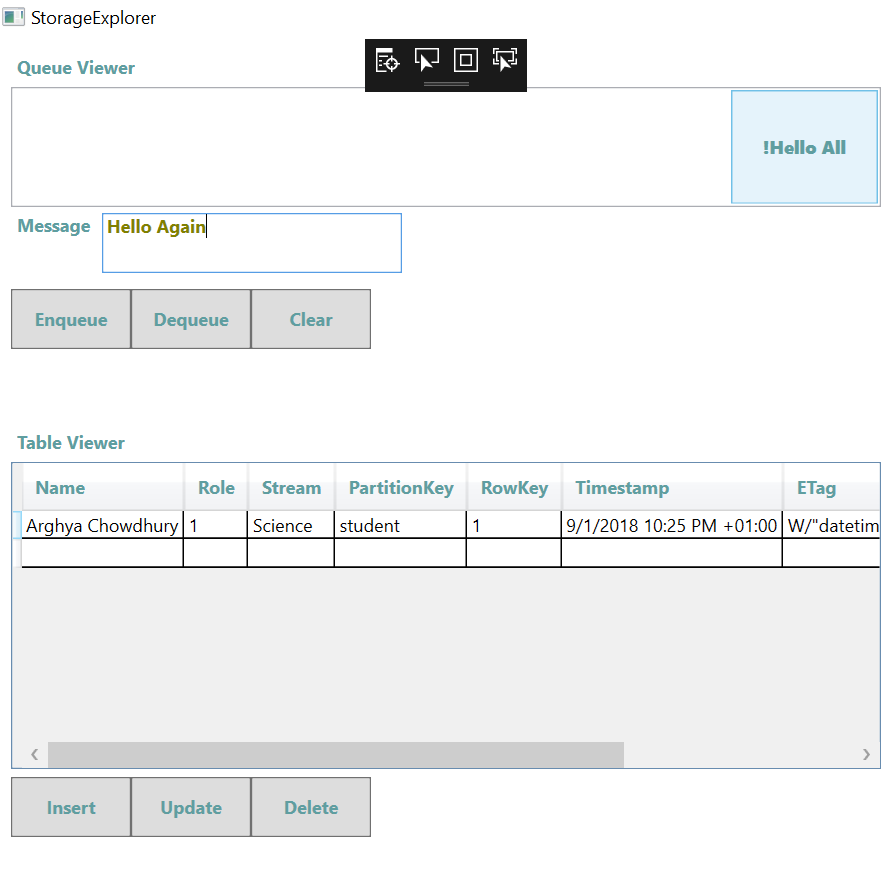 StorageExplorer
Queue Viewer
!Hello All
Message Hello Again
Enqueue Dequeue Clear
Table Viewer
Name Role Stream PartitionKey RowKey Timestamp ETag
Arghya Chowdhury 1 Science student 1 9/1/2018 10:25 PM +01:00 W/"datetim
Insert Update Delete